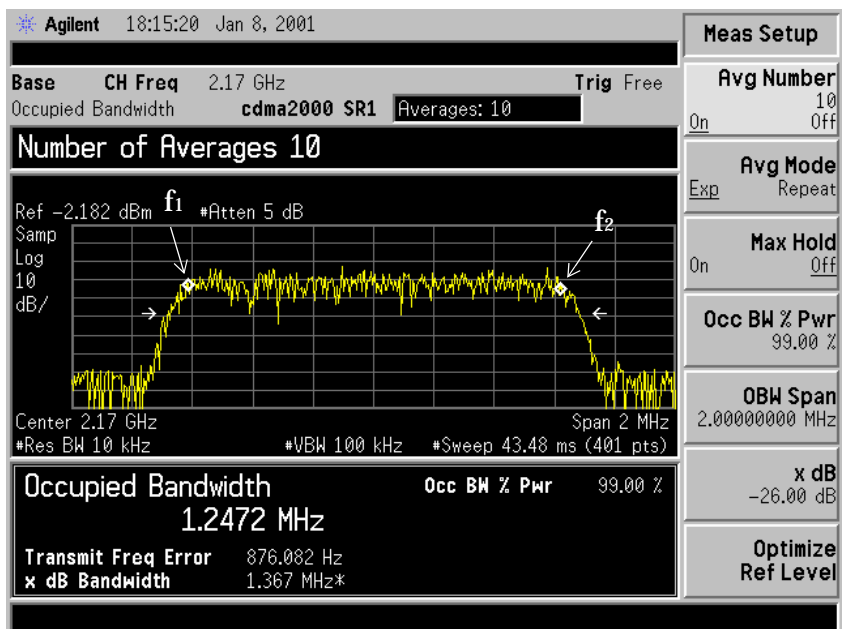 Agilent 18:15:20 Jan 8, 2001
Meas Setup
Base CH Freq 2.17 GHz Trig Free
Occupied Bandwidth cdma2000 SR1 Averages: 10
Number of Averages 10
Avg Number
10
On Off
Avg Mode
Exp Repeat
Max Hold
On Off
Occ BW % Pwr
99.00 %
OBW Span
2.00000000 MHz
x dB
-26.00 dB
Optimize
Ref Level
Ref -2.182 dBm #Atten 5 dB
f1
f2
Samp
Log
10
dB/
Center 2.17 GHz Span 2 MHz
#Res BW 10 kHz #VBW 100 kHz #Sweep 43.48 ms (401 pts)
Occupied Bandwidth Occ BW % Pwr 99.00 %
1.2472 MHz
Transmit Freq Error 876.082 Hz
x dB Bandwidth 1.367 MHz*